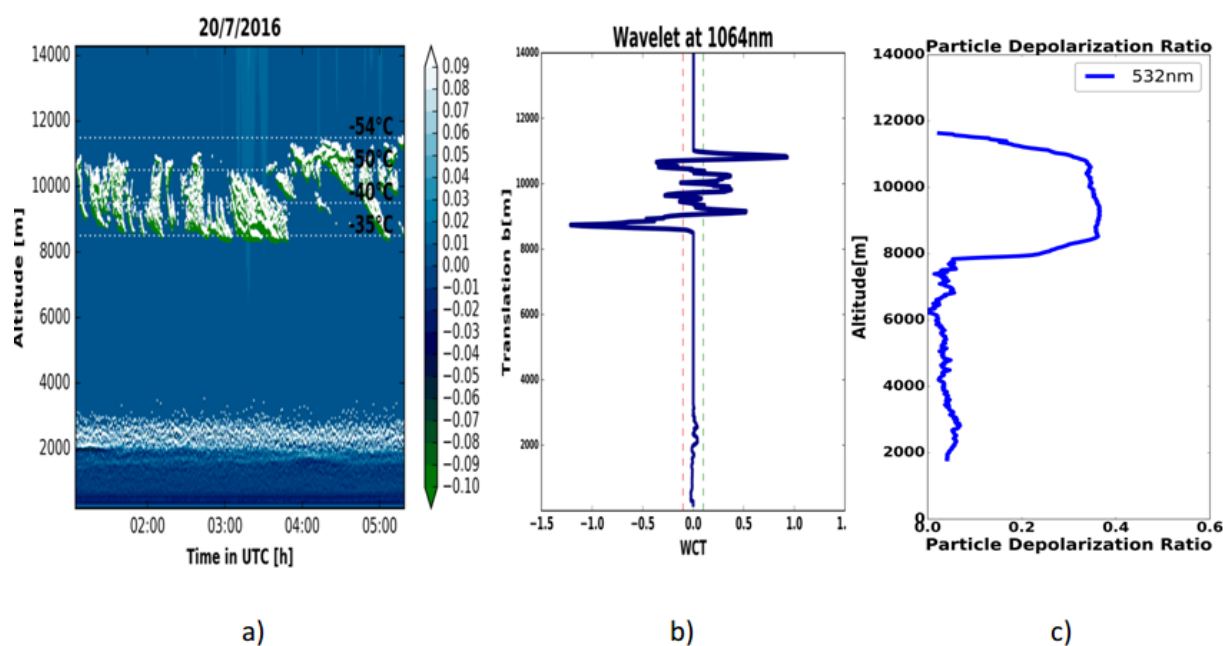 20/7/2016
14000
12000
10000
8000
6000
4000
2000
Altitude [m]
-54°C
-50°C
-40°C
-35°C
02:00 03:00 04:00 05:00
Time in UTC [h]
0.09
0.08
0.07
0.06
0.05
0.04
0.03
0.02
0.01
0.00
−0.01
−0.03
−0.04
−0.05
−0.06
−0.07
−0.08
−0.09
−0.10
a)
Wavelet at 1064nm
14000
12000
10000
8000
6000
4000
2000
Translation b[m]
-1.5 -1.0 -0.5 0.0 0.5 1.0 1.
WCT
b)
Particle Depolarization Ratio
532nm
14000
12000
10000
8000
6000
4000
2000
0
Altitude[m]
0.0 0.2 0.4 0.6
Particle Depolarization Ratio
c)